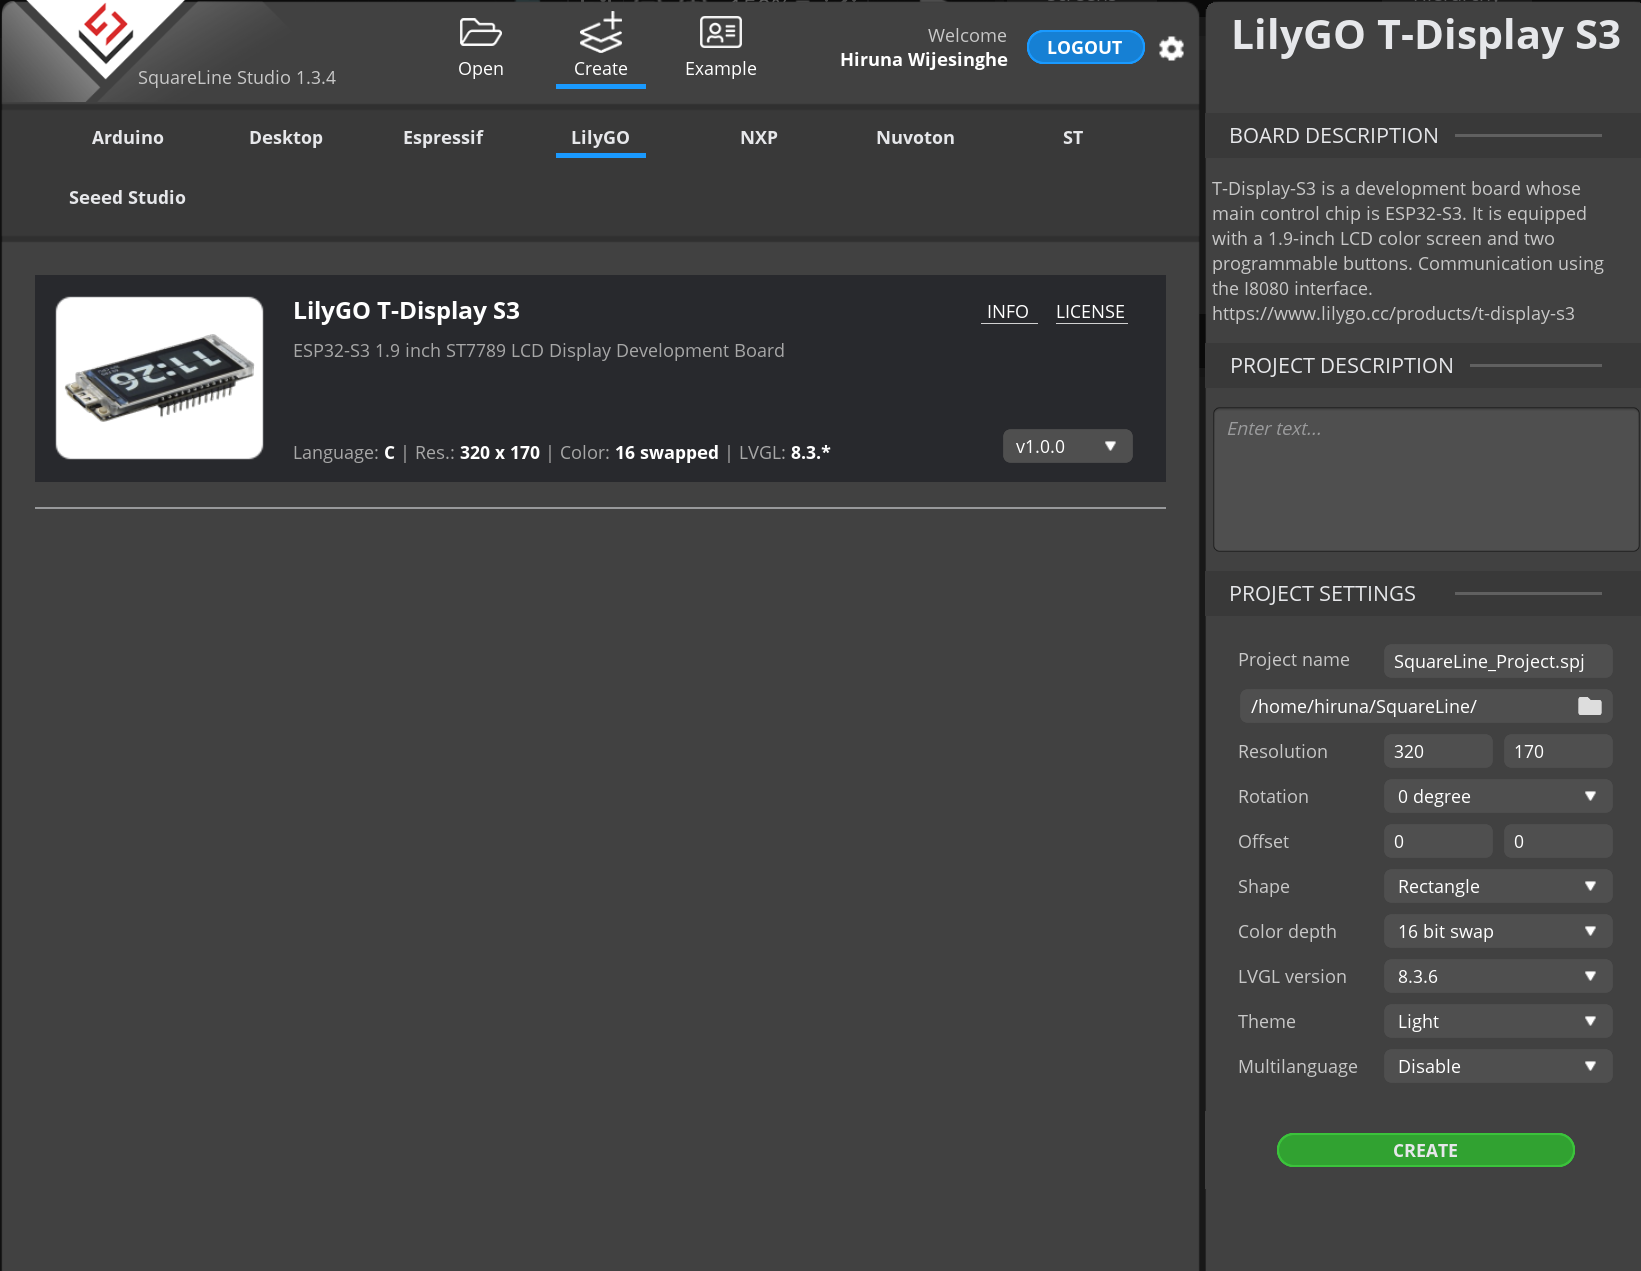 SquareLine Studio 1.3.4
Open
Create
Example
Welcome
Hiruna Wijesinghe
LOGOUT
Arduino
Desktop
Espressif
LilyGO
NXP
Nuvoton
ST
Seeed Studio
11:26
LilyGO T-Display S3
INFO
LICENSE
ESP32-S3 1.9 inch ST7789 LCD Display Development Board
Language: C | Res.: 320 x 170 | Color: 16 swapped | LVGL: 8.3.*
v1.0.0
LilyGO T-Display S3
BOARD DESCRIPTION
T-Display-S3 is a development board whose
main control chip is ESP32-S3. It is equipped
with a 1.9-inch LCD color screen and two
programmable buttons. Communication using
the I8080 interface.
https://www.lilygo.cc/products/t-display-s3
PROJECT DESCRIPTION
Enter text...
PROJECT SETTINGS
Project name SquareLine_Project.spj
/home/hiruna/SquareLine/
Resolution 320 170
Rotation 0 degree
Offset 0 0
Shape Rectangle
Color depth 16 bit swap
LVGL version 8.3.6
Theme Light
Multilanguage Disable
CREATE